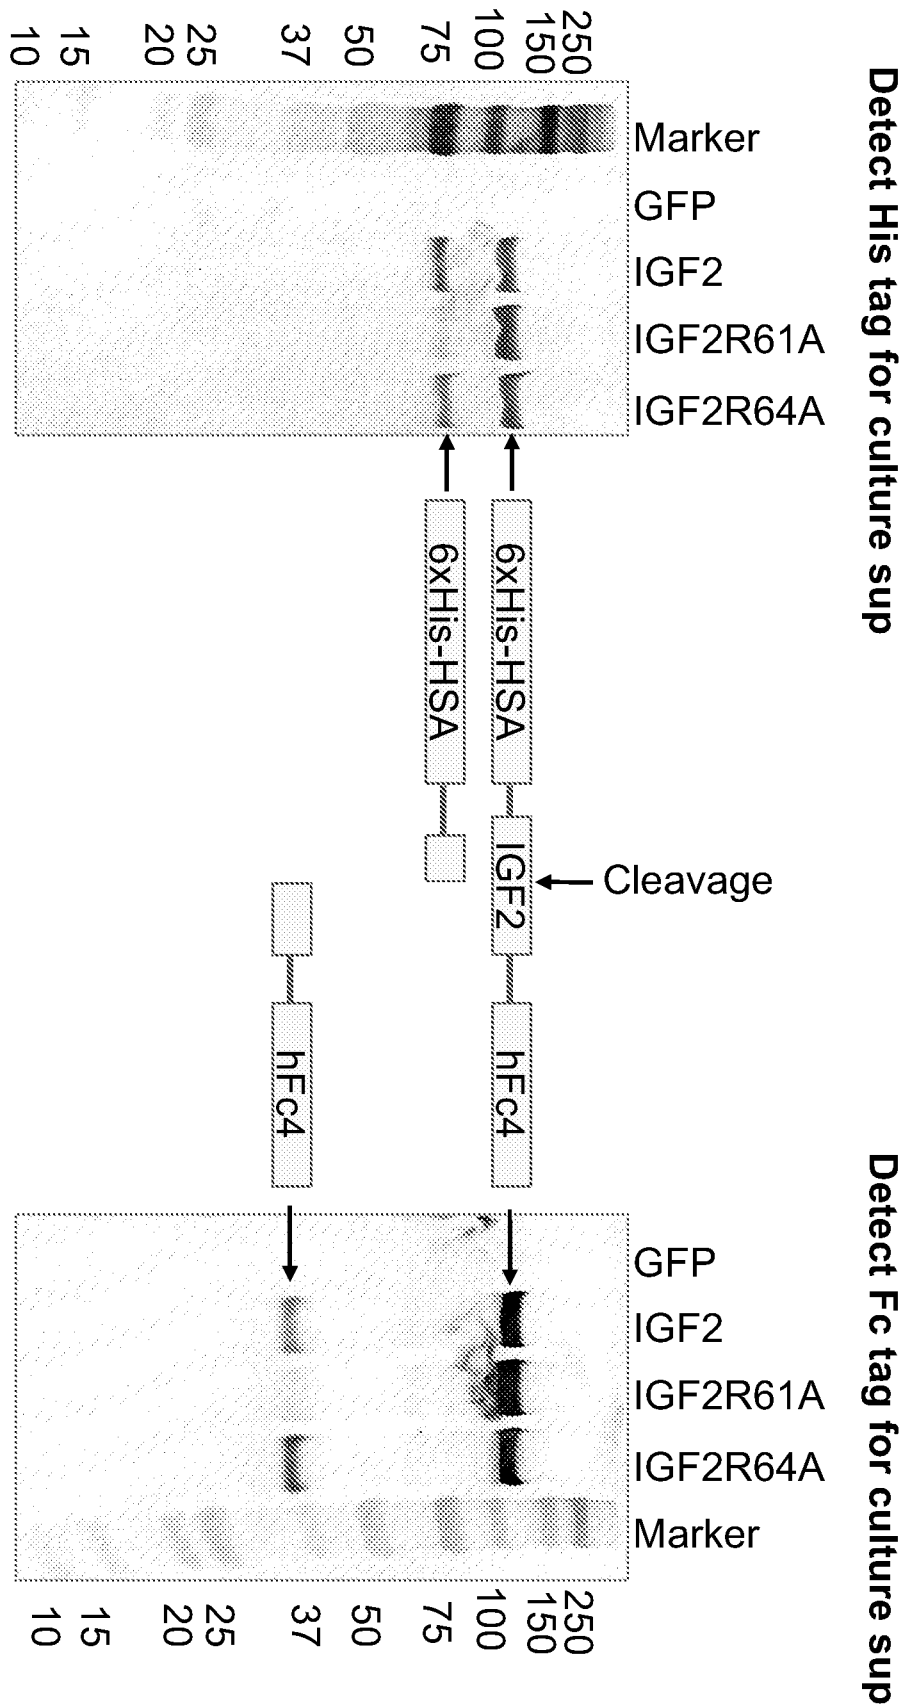 Detect His tag for culture sup
Marker
GFP
IGF2
IGF2R61A
IGF2R64A
250
150
100
75
50
37
25
20
15
10
6xHis-HSA
IGF2
hFc4
Cleavage
6xHis-HSA
hFc4
Detect Fc tag for culture sup
GFP
IGF2
IGF2R61A
IGF2R64A
Marker
250
150
100
75
50
37
25
20
15
10